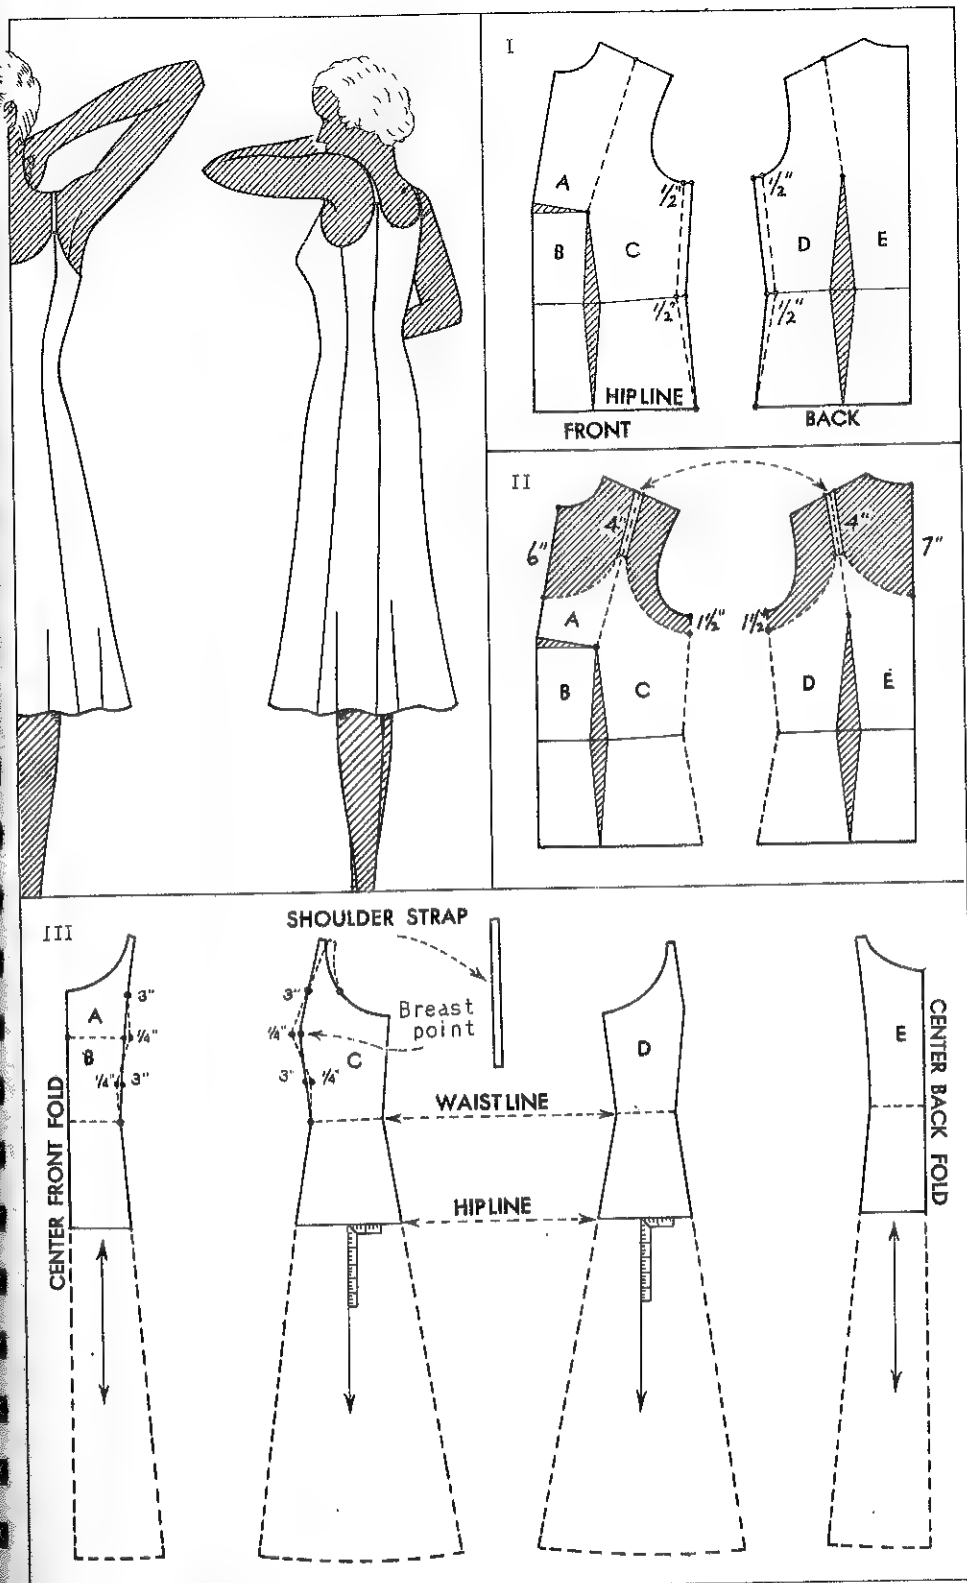 I
A
B
C
1/2"
1/2"
HIPLINE
FRONT
1/2"
1/2"
D
E
BACK
II
6"
4"
A
B
C
1 1/2"
4"
7"
1 1/2"
D
E
III
SHOULDER STRAP
A
B
3"
1/4"
1/4" 3"
CENTER FRONT FOLD
3"
1/4"
Breast
point
C
3" 1/4"
WAISTLINE
HIPLINE
D
E
CENTER BACK FOLD